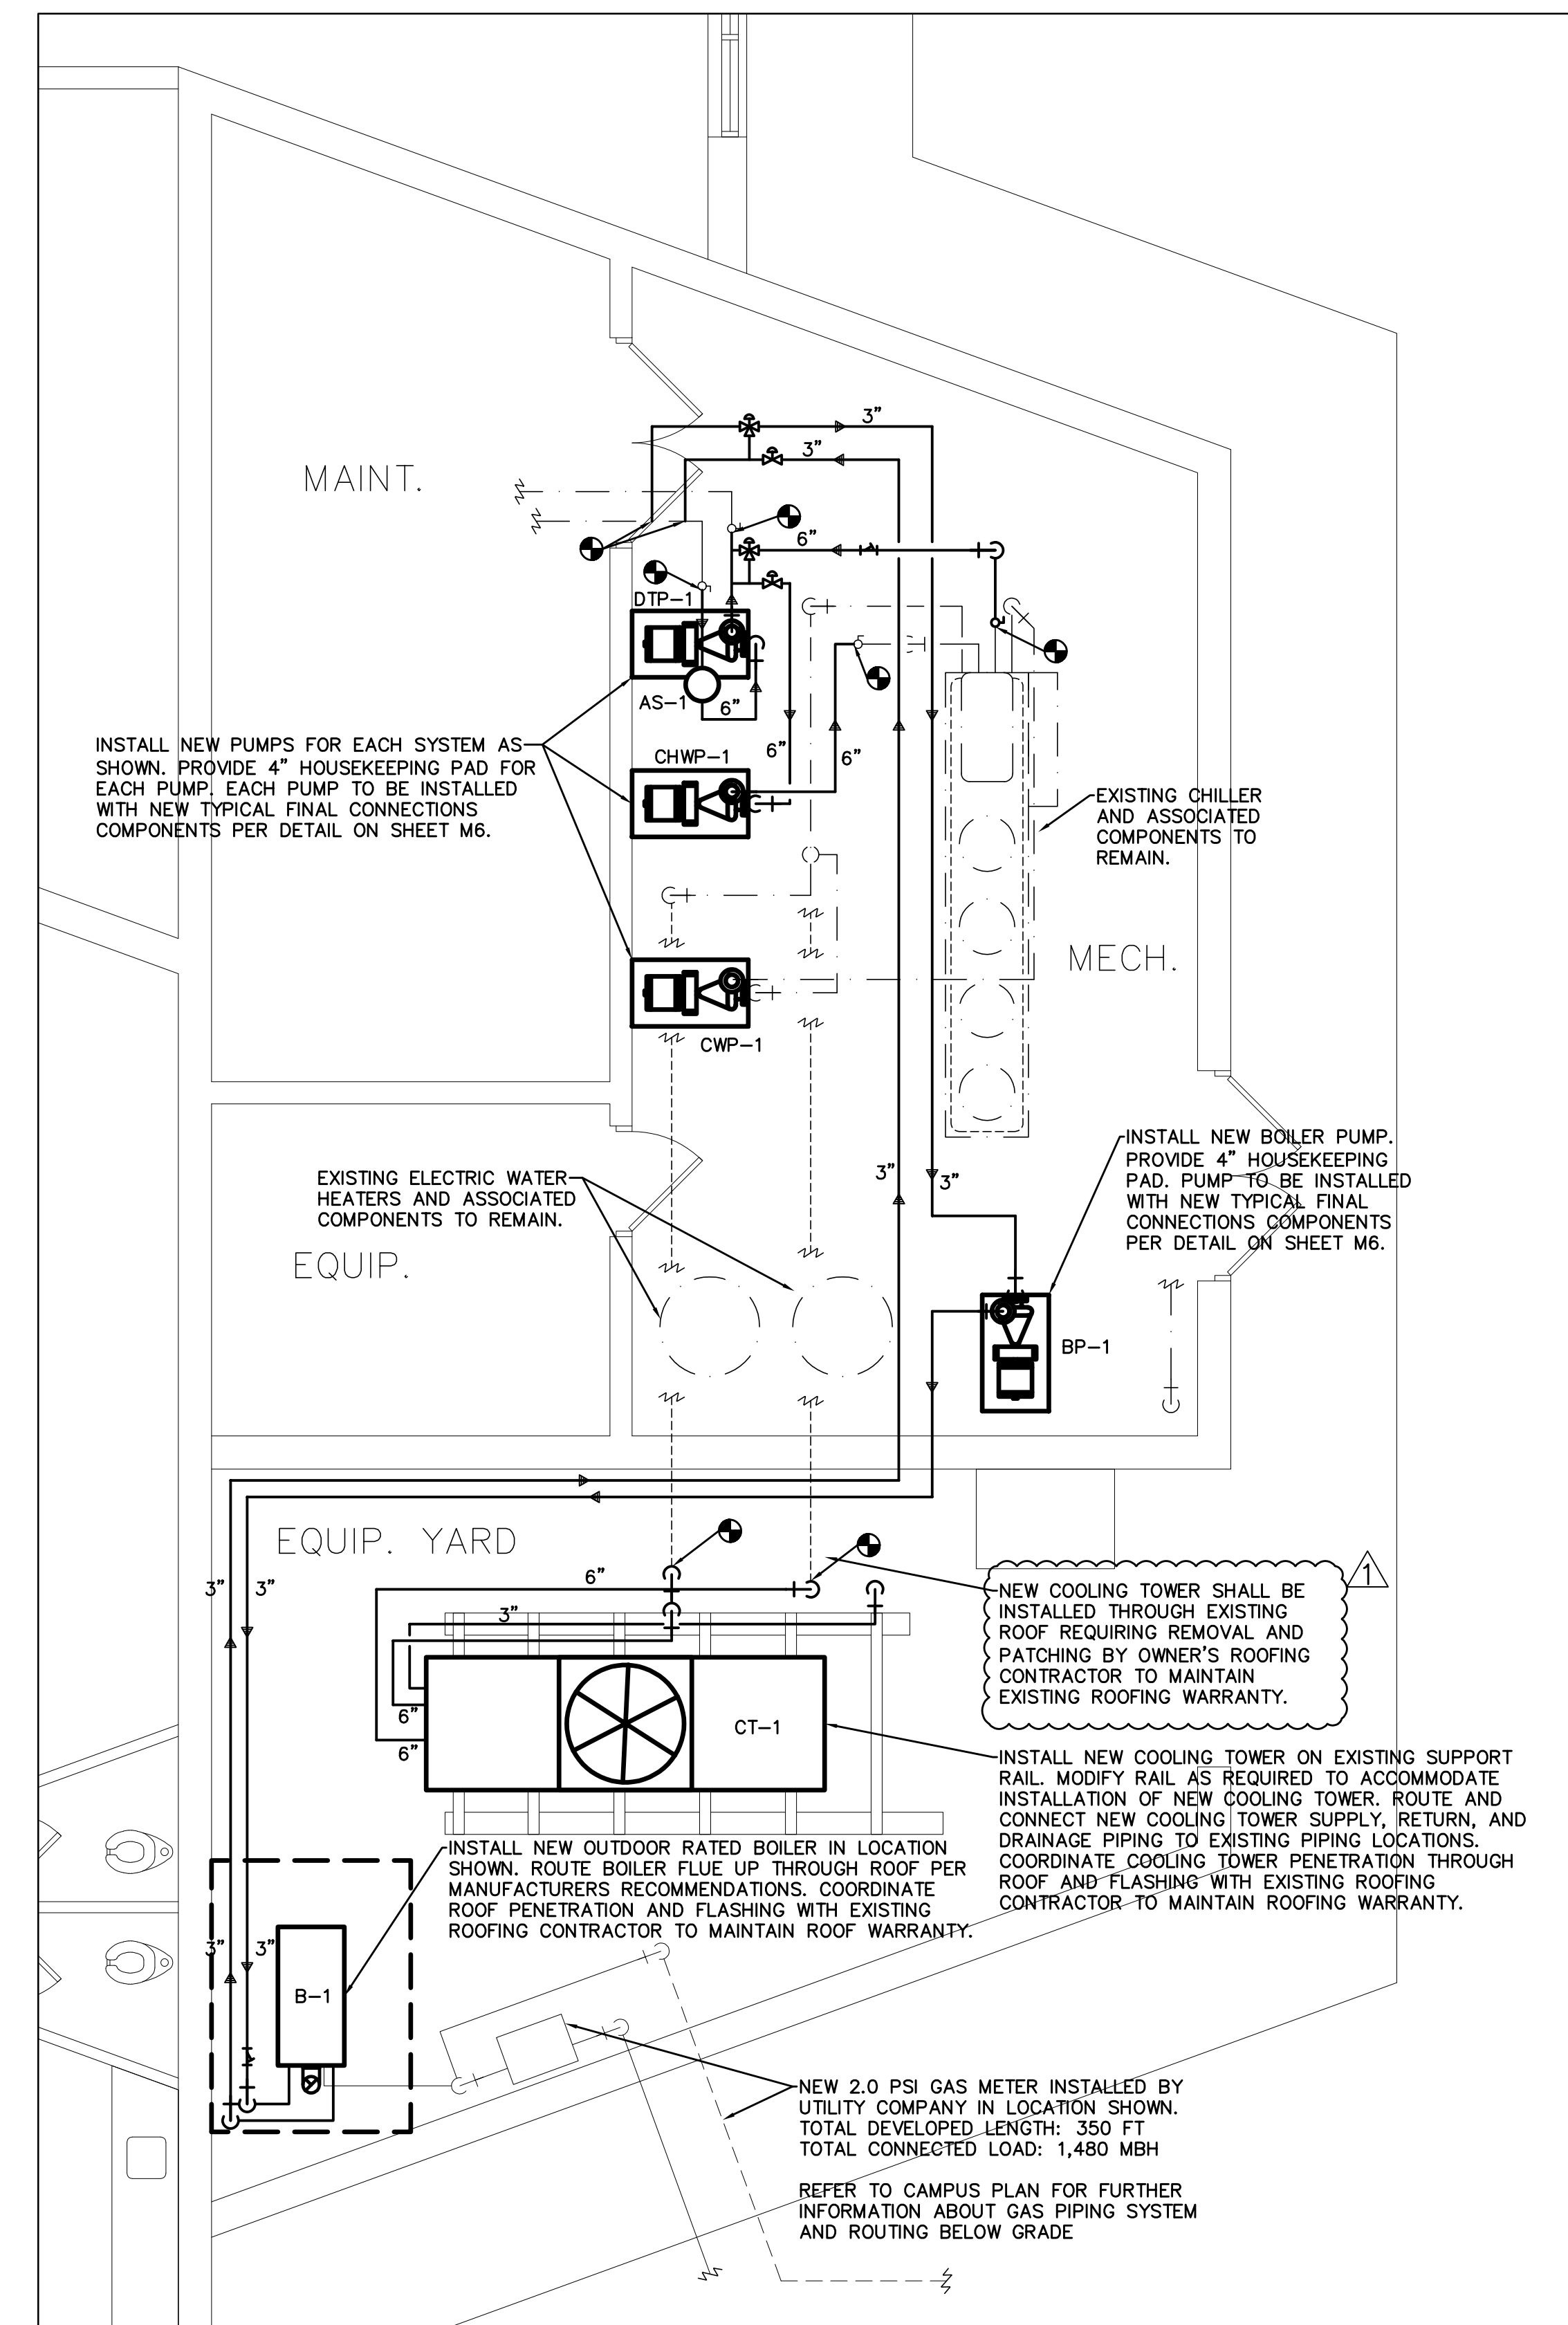 3"
3"
MAINT.
6"
DTP-1
AS-1
6"
INSTALL NEW PUMPS FOR EACH SYSTEM AS
SHOWN. PROVIDE 4" HOUSEKEEPING PAD FOR
EACH PUMP. EACH PUMP TO BE INSTALLED
WITH NEW TYPICAL FINAL CONNECTIONS
COMPONENTS PER DETAIL ON SHEET M6.
CHWP-1
6"
6"
EXISTING CHILLER
AND ASSOCIATED
COMPONENTS TO
REMAIN.
MECH.
CWP-1
INSTALL NEW BOILER PUMP.
PROVIDE 4" HOUSEKEEPING
PAD. PUMP TO BE INSTALLED
WITH NEW TYPICAL FINAL
CONNECTIONS COMPONENTS
PER DETAIL ON SHEET M6.
EXISTING ELECTRIC WATER
HEATERS AND ASSOCIATED
COMPONENTS TO REMAIN.
3"
3"
EQUIP.
BP-1
EQUIP. YARD
3"
3"
6"
3"
1
NEW COOLING TOWER SHALL BE
INSTALLED THROUGH EXISTING
ROOF REQUIRING REMOVAL AND
PATCHING BY OWNER'S ROOFING
CONTRACTOR TO MAINTAIN
EXISTING ROOFING WARRANTY.
6"
6"
CT-1
INSTALL NEW COOLING TOWER ON EXISTING SUPPORT
RAIL. MODIFY RAIL AS REQUIRED TO ACCOMMODATE
INSTALLATION OF NEW COOLING TOWER. ROUTE AND
CONNECT NEW COOLING TOWER SUPPLY, RETURN, AND
DRAINAGE PIPING TO EXISTING PIPING LOCATIONS.
COORDINATE COOLING TOWER PENETRATION THROUGH
ROOF AND FLASHING WITH EXISTING ROOFING
CONTRACTOR TO MAINTAIN ROOFING WARRANTY.
INSTALL NEW OUTDOOR RATED BOILER IN LOCATION
SHOWN. ROUTE BOILER FLUE UP THROUGH ROOF PER
MANUFACTURERS RECOMMENDATIONS. COORDINATE
ROOF PENETRATION AND FLASHING WITH EXISTING
ROOFING CONTRACTOR TO MAINTAIN ROOF WARRANTY.
3"
3"
B-1
NEW 2.0 PSI GAS METER INSTALLED BY
UTILITY COMPANY IN LOCATION SHOWN.
TOTAL DEVELOPED LENGTH: 350 FT
TOTAL CONNECTED LOAD: 1,480 MBH
REFER TO CAMPUS PLAN FOR FURTHER
INFORMATION ABOUT GAS PIPING SYSTEM
AND ROUTING BELOW GRADE